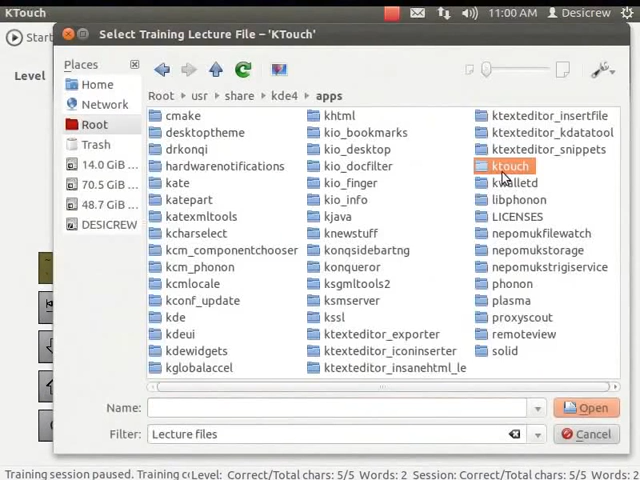 KTouch
11:00 AM Desicrew
Start
Select Training Lecture File – 'KTouch'
Level
Places
Home
Network
Root
Trash
14.0 GiB ...
70.5 GiB ...
48.7 GiB ...
DESICREW
Root usr share kde4 apps
cmake khtml ktexteditor_insertfile
desktoptheme kio_bookmarks ktexteditor_kdatatool
drkonqi kio_desktop ktexteditor_snippets
hardwarenotifications kio_docfilter ktouch
kate kio_finger kwalletd
katepart kio_info libphonon
katexmltools kjava LICENSES
kcharselect knewstuff nepomukfilewatch
kcm_componentchooser konqsidebartng nepomukstorage
kcm_phonon konqueror nepomukstrigiservice
kcmlocale ksgmltools2 phonon
kconf_update ksmserver plasma
kde kssl proxyscout
kdeui ktexteditor_exporter remoteview
kdewidgets ktexteditor_iconinserter solid
kglobalaccel ktexteditor_insanehtml_le
Name:
Open
Filter: Lecture files
Cancel
Training session paused. Training co Level: Correct/Total chars: 5/5 Words: 2 Session: Correct/Total chars: 5/5 Words: 2